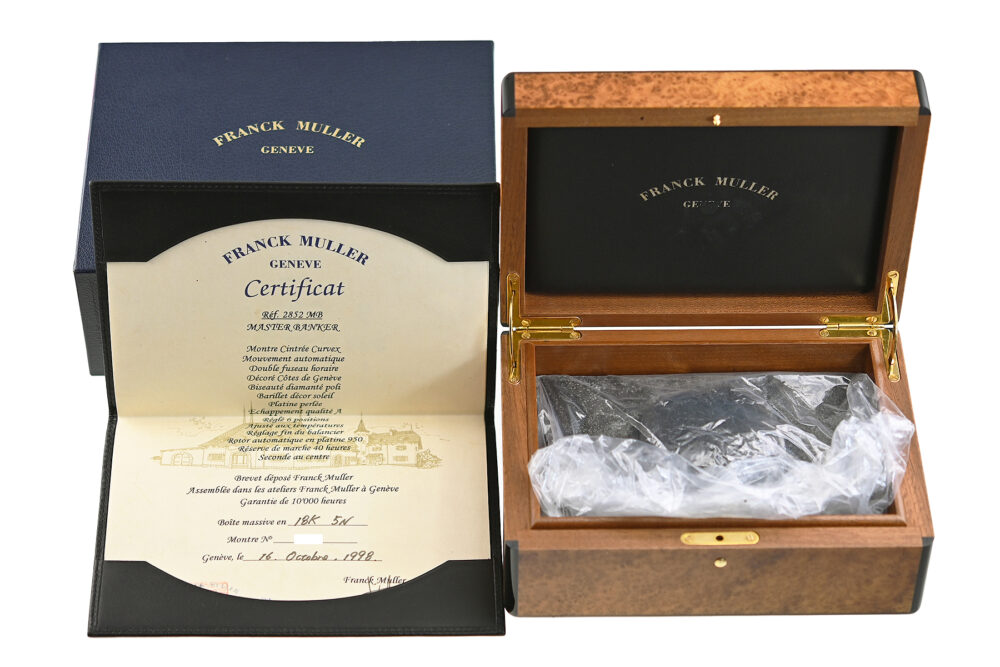 FRANCK MULLER
GENEVE
FRANCK MULLER
GENEVE
Certificat
Réf. 2852 MB
MASTER BANKER
Montre Cintrée Curvex
Mouvement automatique
Double fuseau horaire
Décoré Côtes de Genève
Biseauté diamanté poli
Barillet décor soleil
Platine perlée
Echappement qualité A
Réglé 6 positions
Ajusté aux températures
Réglage fin du balancier
Rotor automatique en platine 950
Réserve de marche 40 heures
Seconde au centre
Brevet déposé Franck Muller
Assemblée dans les ateliers Franck Muller à Genève
Garantie de 10'000 heures
Boîte massive en 18K 5N
Montre N°
Genève, le 16. Octobre. 1998.
Franck Muller
FRANCK MULLER
GENEVE